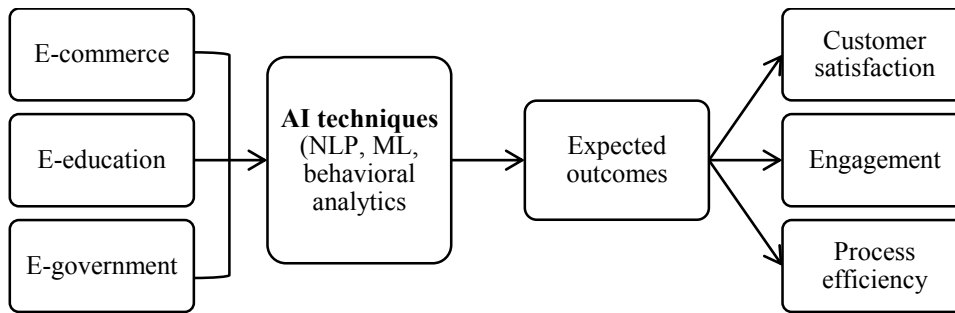 E-commerce
E-education
E-government
AI techniques
(NLP, ML,
behavioral
analytics
Expected
outcomes
Customer
satisfaction
Engagement
Process
efficiency